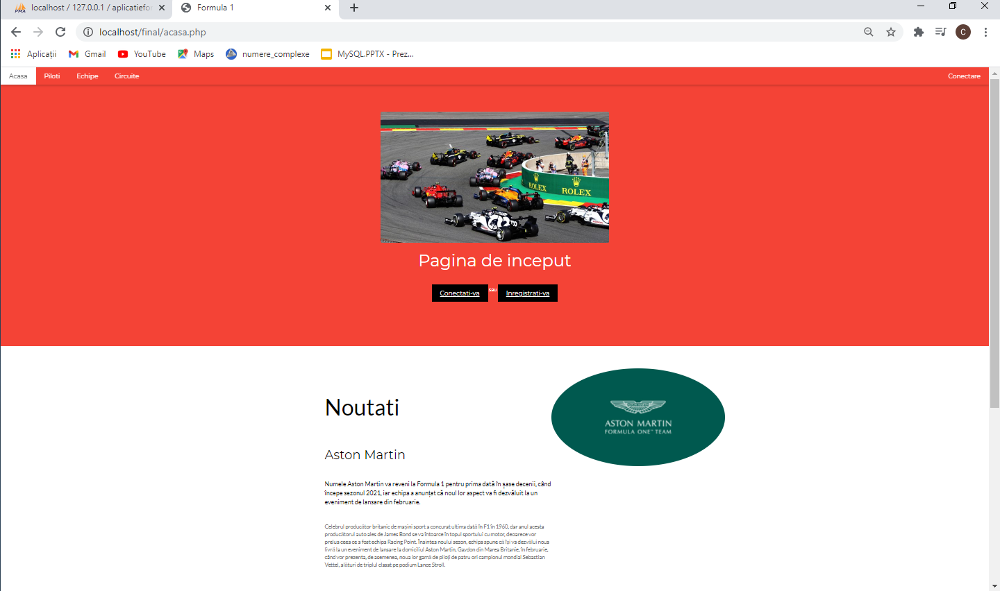 localhost / 127.0.0.1 / aplicatiefor
Formula 1
localhost/final/acasa.php
C
Aplicații
Gmail
YouTube
Maps
numere_complexe
MySQL.PPTX - Prez...
Acasa
Piloti
Echipe
Circuite
Conectare
ROLEX
ROLEX
Pagina de inceput
Conectati-va sau Inregistrati-va
Noutati
ASTON MARTIN
FORMULA ONE™ TEAM
Aston Martin
Numele Aston Martin va reveni la Formula 1 pentru prima dată în șase decenii, când
începe sezonul 2021, iar echipa a anunțat că noul lor aspect va fi dezvăluit la un
eveniment de lansare din februarie.
Celebrul producător britanic de mașini sport a concurat ultima dată în F1 în 1960, dar anul acesta
producătorul auto ales de James Bond se va întoarce în topul sportului cu motor, deoarece vor
prelua ceea ce a fost echipa Racing Point. Înaintea noului sezon, echipa spune că își va dezvălui noua
livră la un eveniment de lansare la domiciliul Aston Martin, Gaydon din Marea Britanie, în februarie,
când vor prezenta, de asemenea, noua lor gamă de piloți de patru ori campionul mondial Sebastian
Vettel, alături de triplul clasat pe podium Lance Stroll.